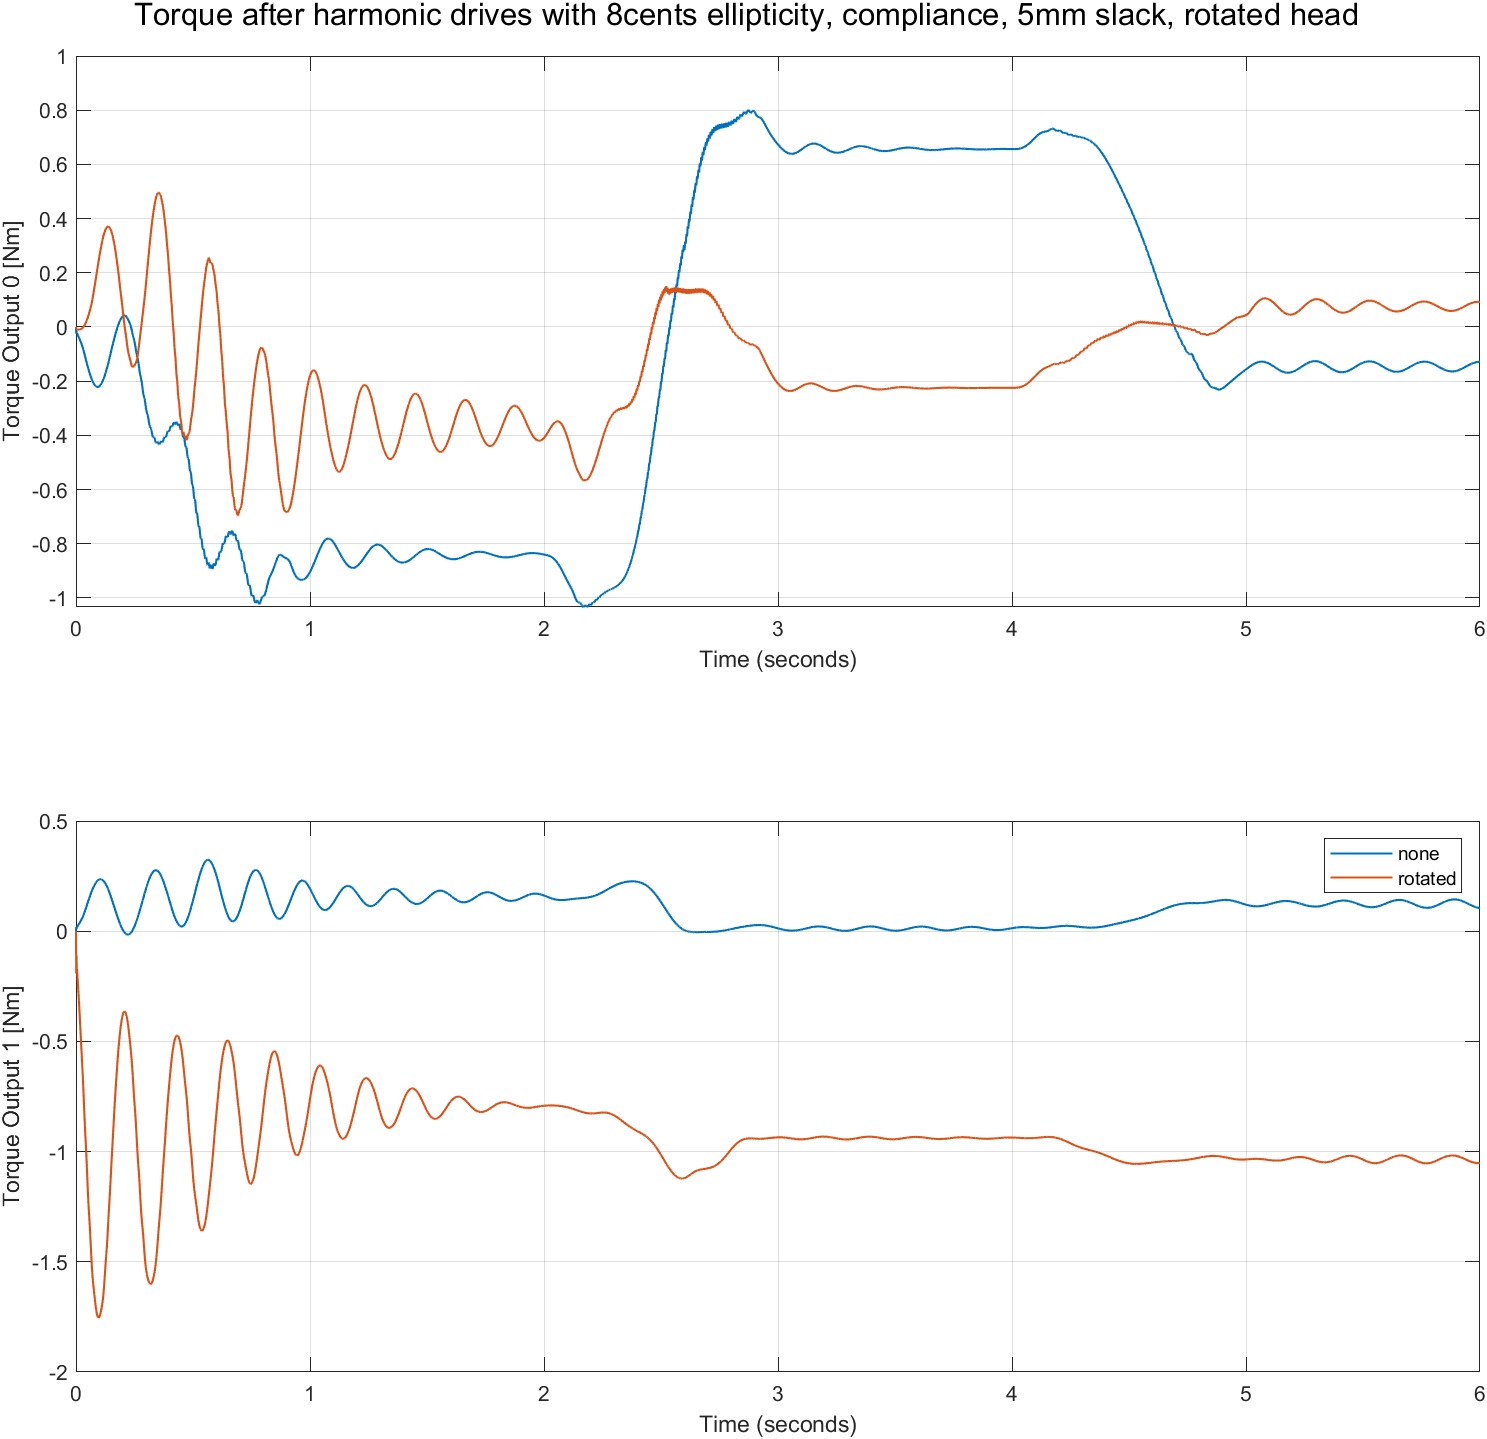 Torque after harmonic drives with 8cents ellipticity, compliance, 5mm slack, rotated head
Torque Output 0 [Nm]
1
0.8
0.6
0.4
0.2
0
-0.2
-0.4
-0.6
-0.8
-1
0 1 2 3 4 5 6
Time (seconds)
Torque Output 1 [Nm]
0.5
0
-0.5
-1
-1.5
-2
none
rotated
0 1 2 3 4 5 6
Time (seconds)